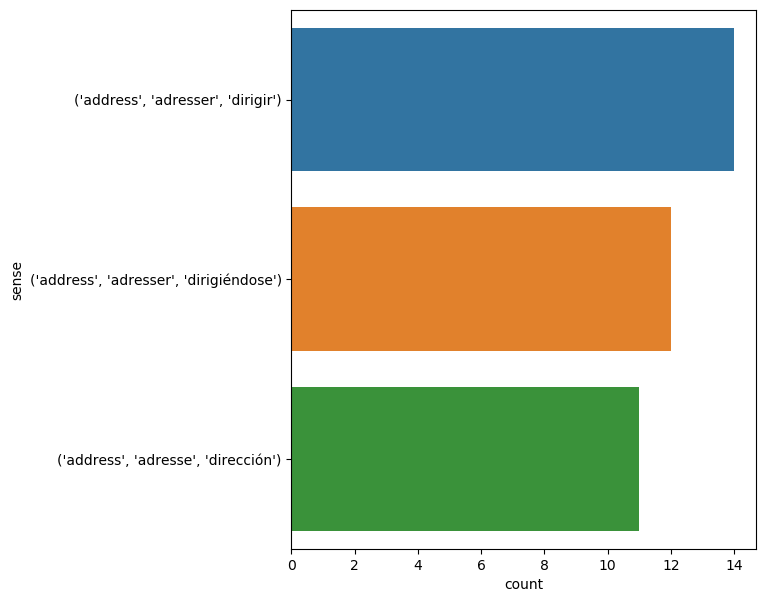 ('address', 'adresser', 'dirigir')
('address', 'adresser', 'dirigiéndose')
('address', 'adresse', 'dirección')
sense
0 2 4 6 8 10 12 14
count